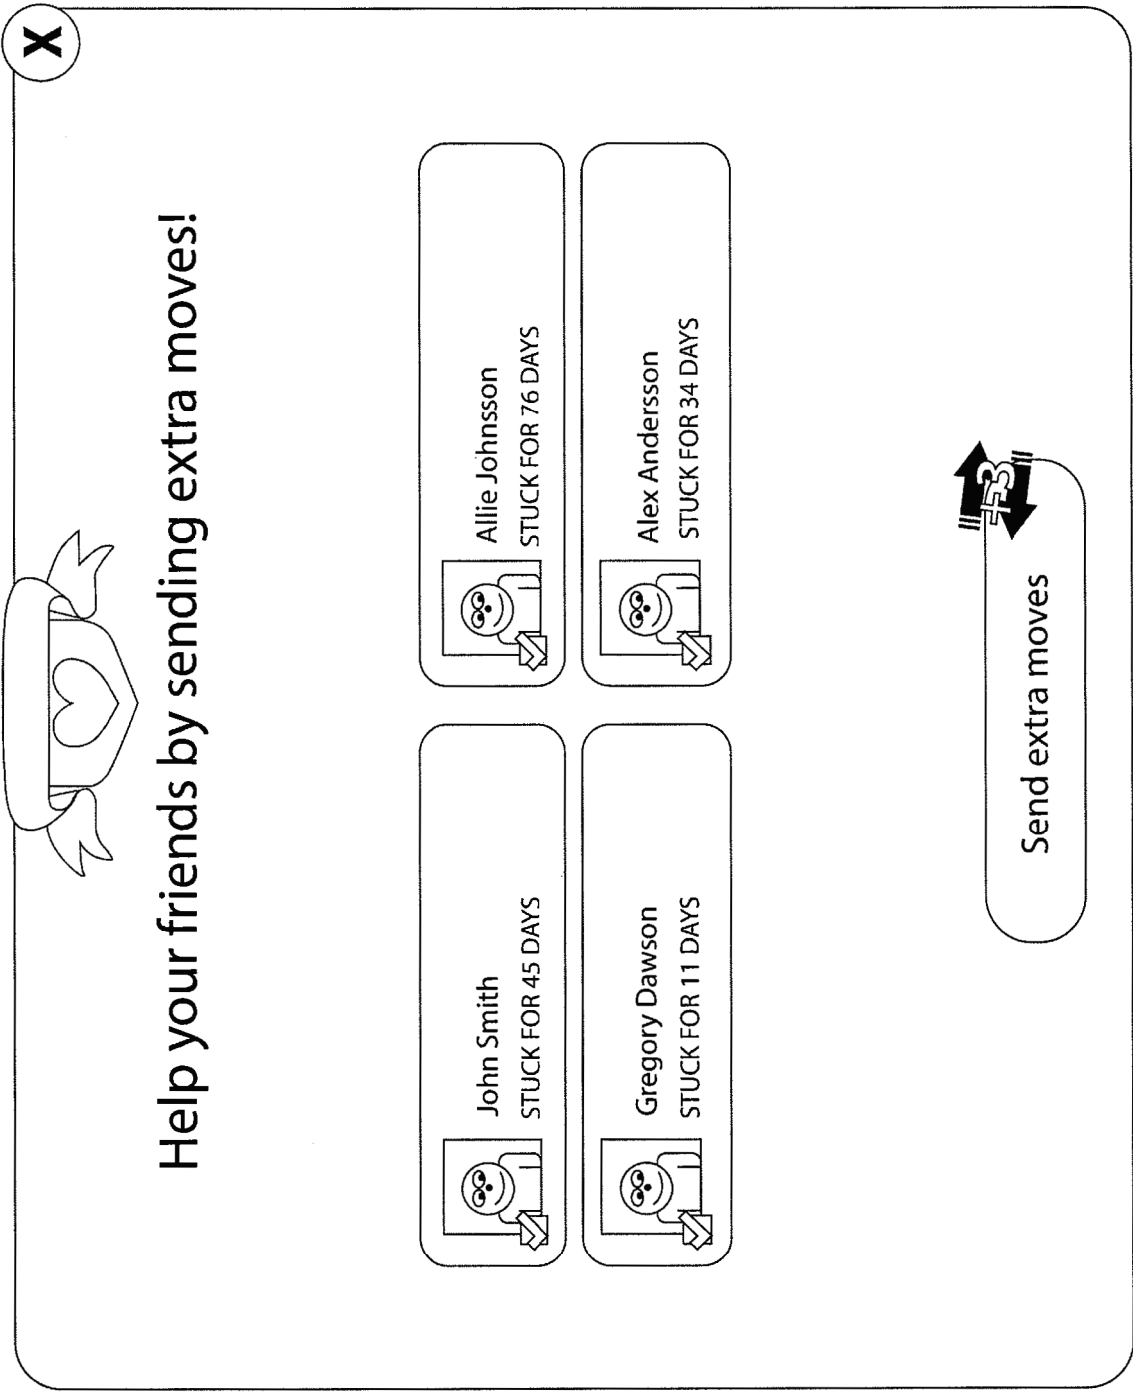 X
Help your friends by sending extra moves!
John Smith
STUCK FOR 45 DAYS
Allie Johnsson
STUCK FOR 76 DAYS
Gregory Dawson
STUCK FOR 11 DAYS
Alex Andersson
STUCK FOR 34 DAYS
Send extra moves
+3